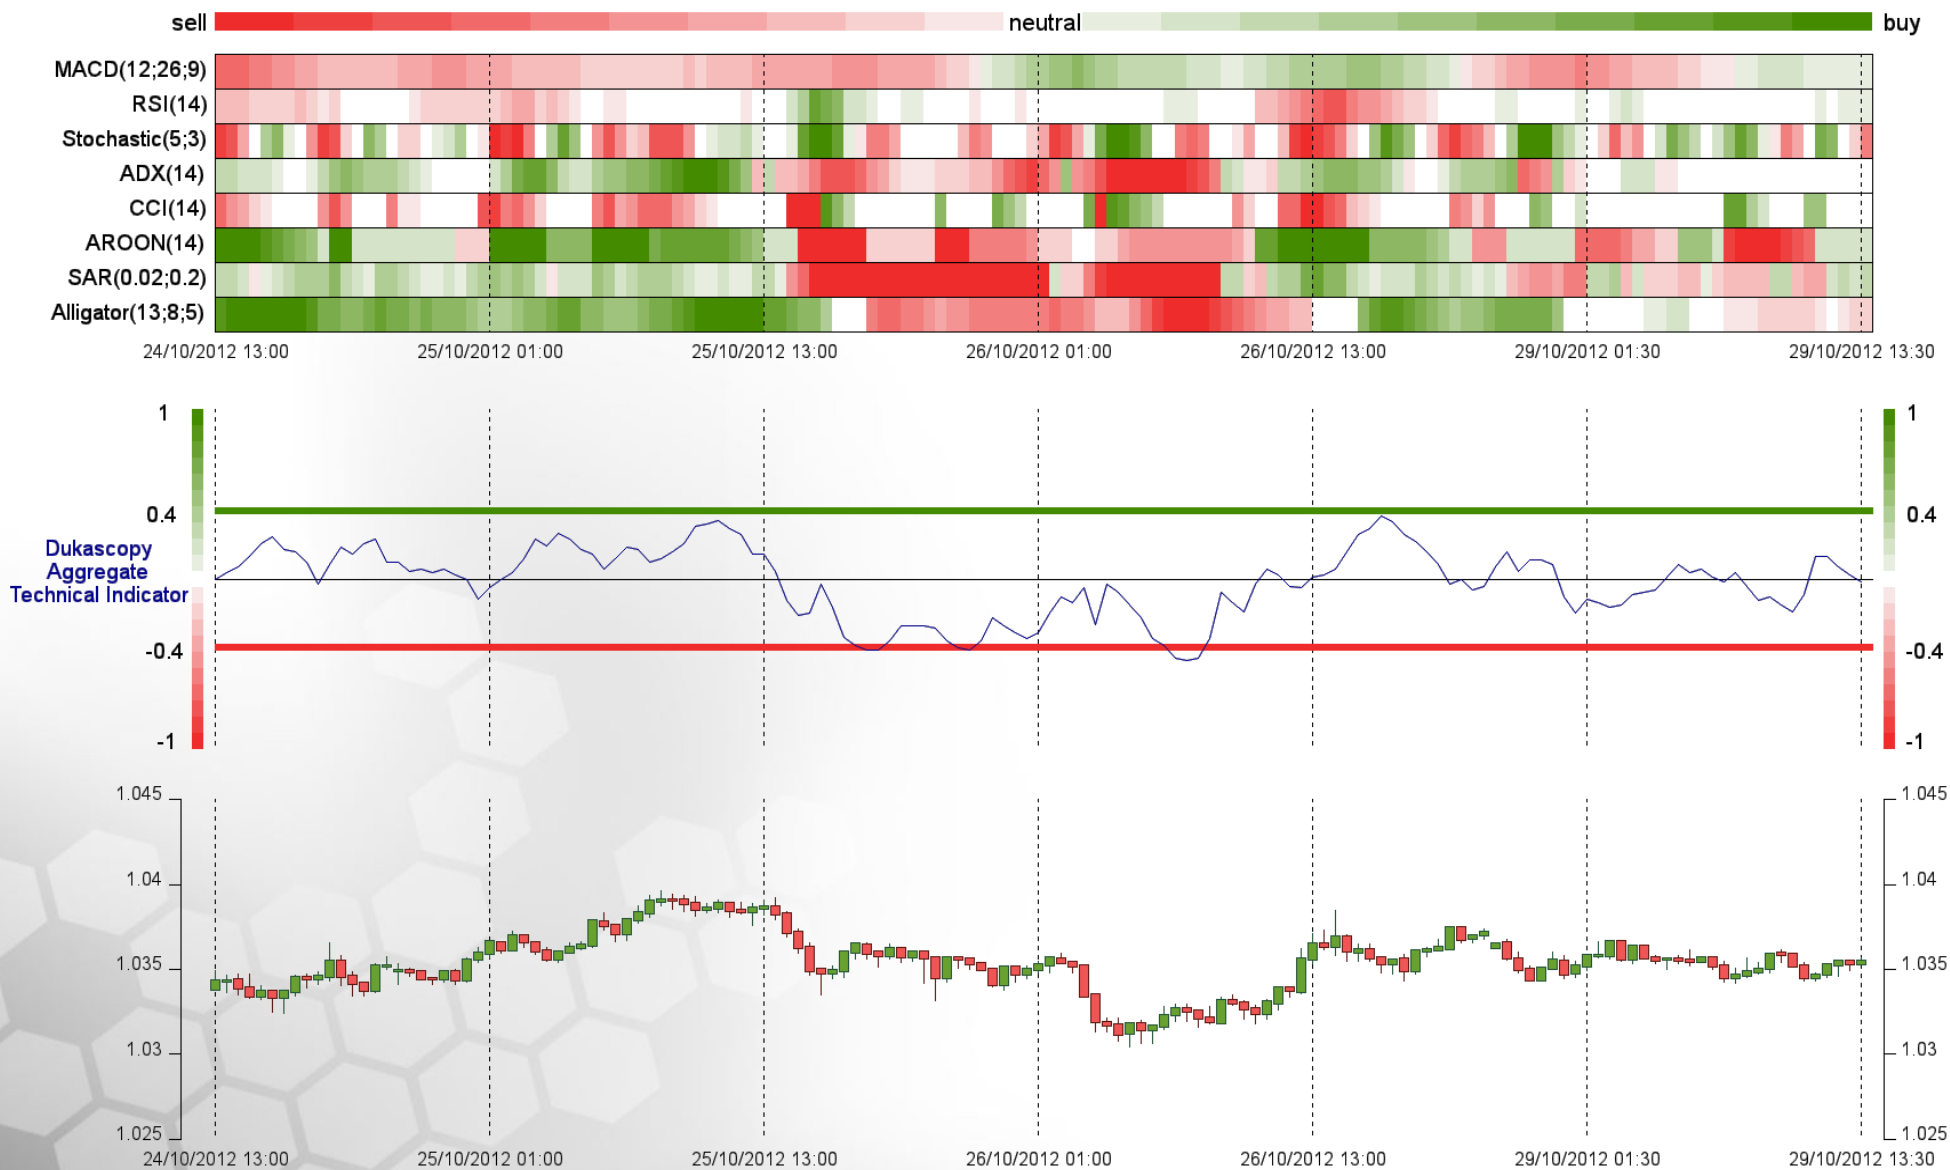 sell neutral buy
MACD(12;26;9)
RSI(14)
Stochastic(5;3)
ADX(14)
CCI(14)
AROON(14)
SAR(0.02;0.2)
Alligator(13;8;5)
24/10/2012 13:00 25/10/2012 01:00 25/10/2012 13:00 26/10/2012 01:00 26/10/2012 13:00 29/10/2012 01:30 29/10/2012 13:30
1 1
0.4 0.4
Dukascopy
Aggregate
Technical Indicator
-0.4 -0.4
-1 -1
1.045 1.045
1.04 1.04
1.035 1.035
1.03 1.03
1.025 1.025
24/10/2012 13:00 25/10/2012 01:00 25/10/2012 13:00 26/10/2012 01:00 26/10/2012 13:00 29/10/2012 01:30 29/10/2012 13:30